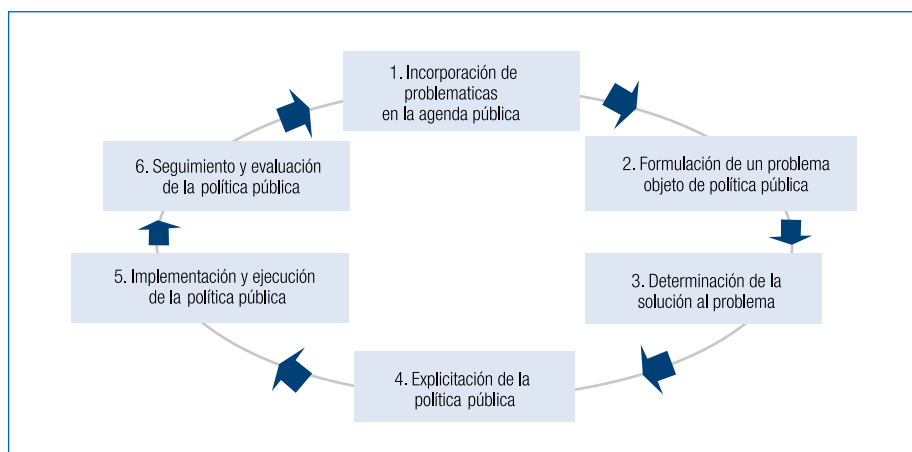 1. Incorporación de
problematicas
en la agenda pública
2. Formulación de un problema
objeto de política pública
3. Determinación de la
solución al problema
4. Explicitación de la
política pública
5. Implementación y ejecución
de la política pública
6. Seguimiento y evaluación
de la política pública